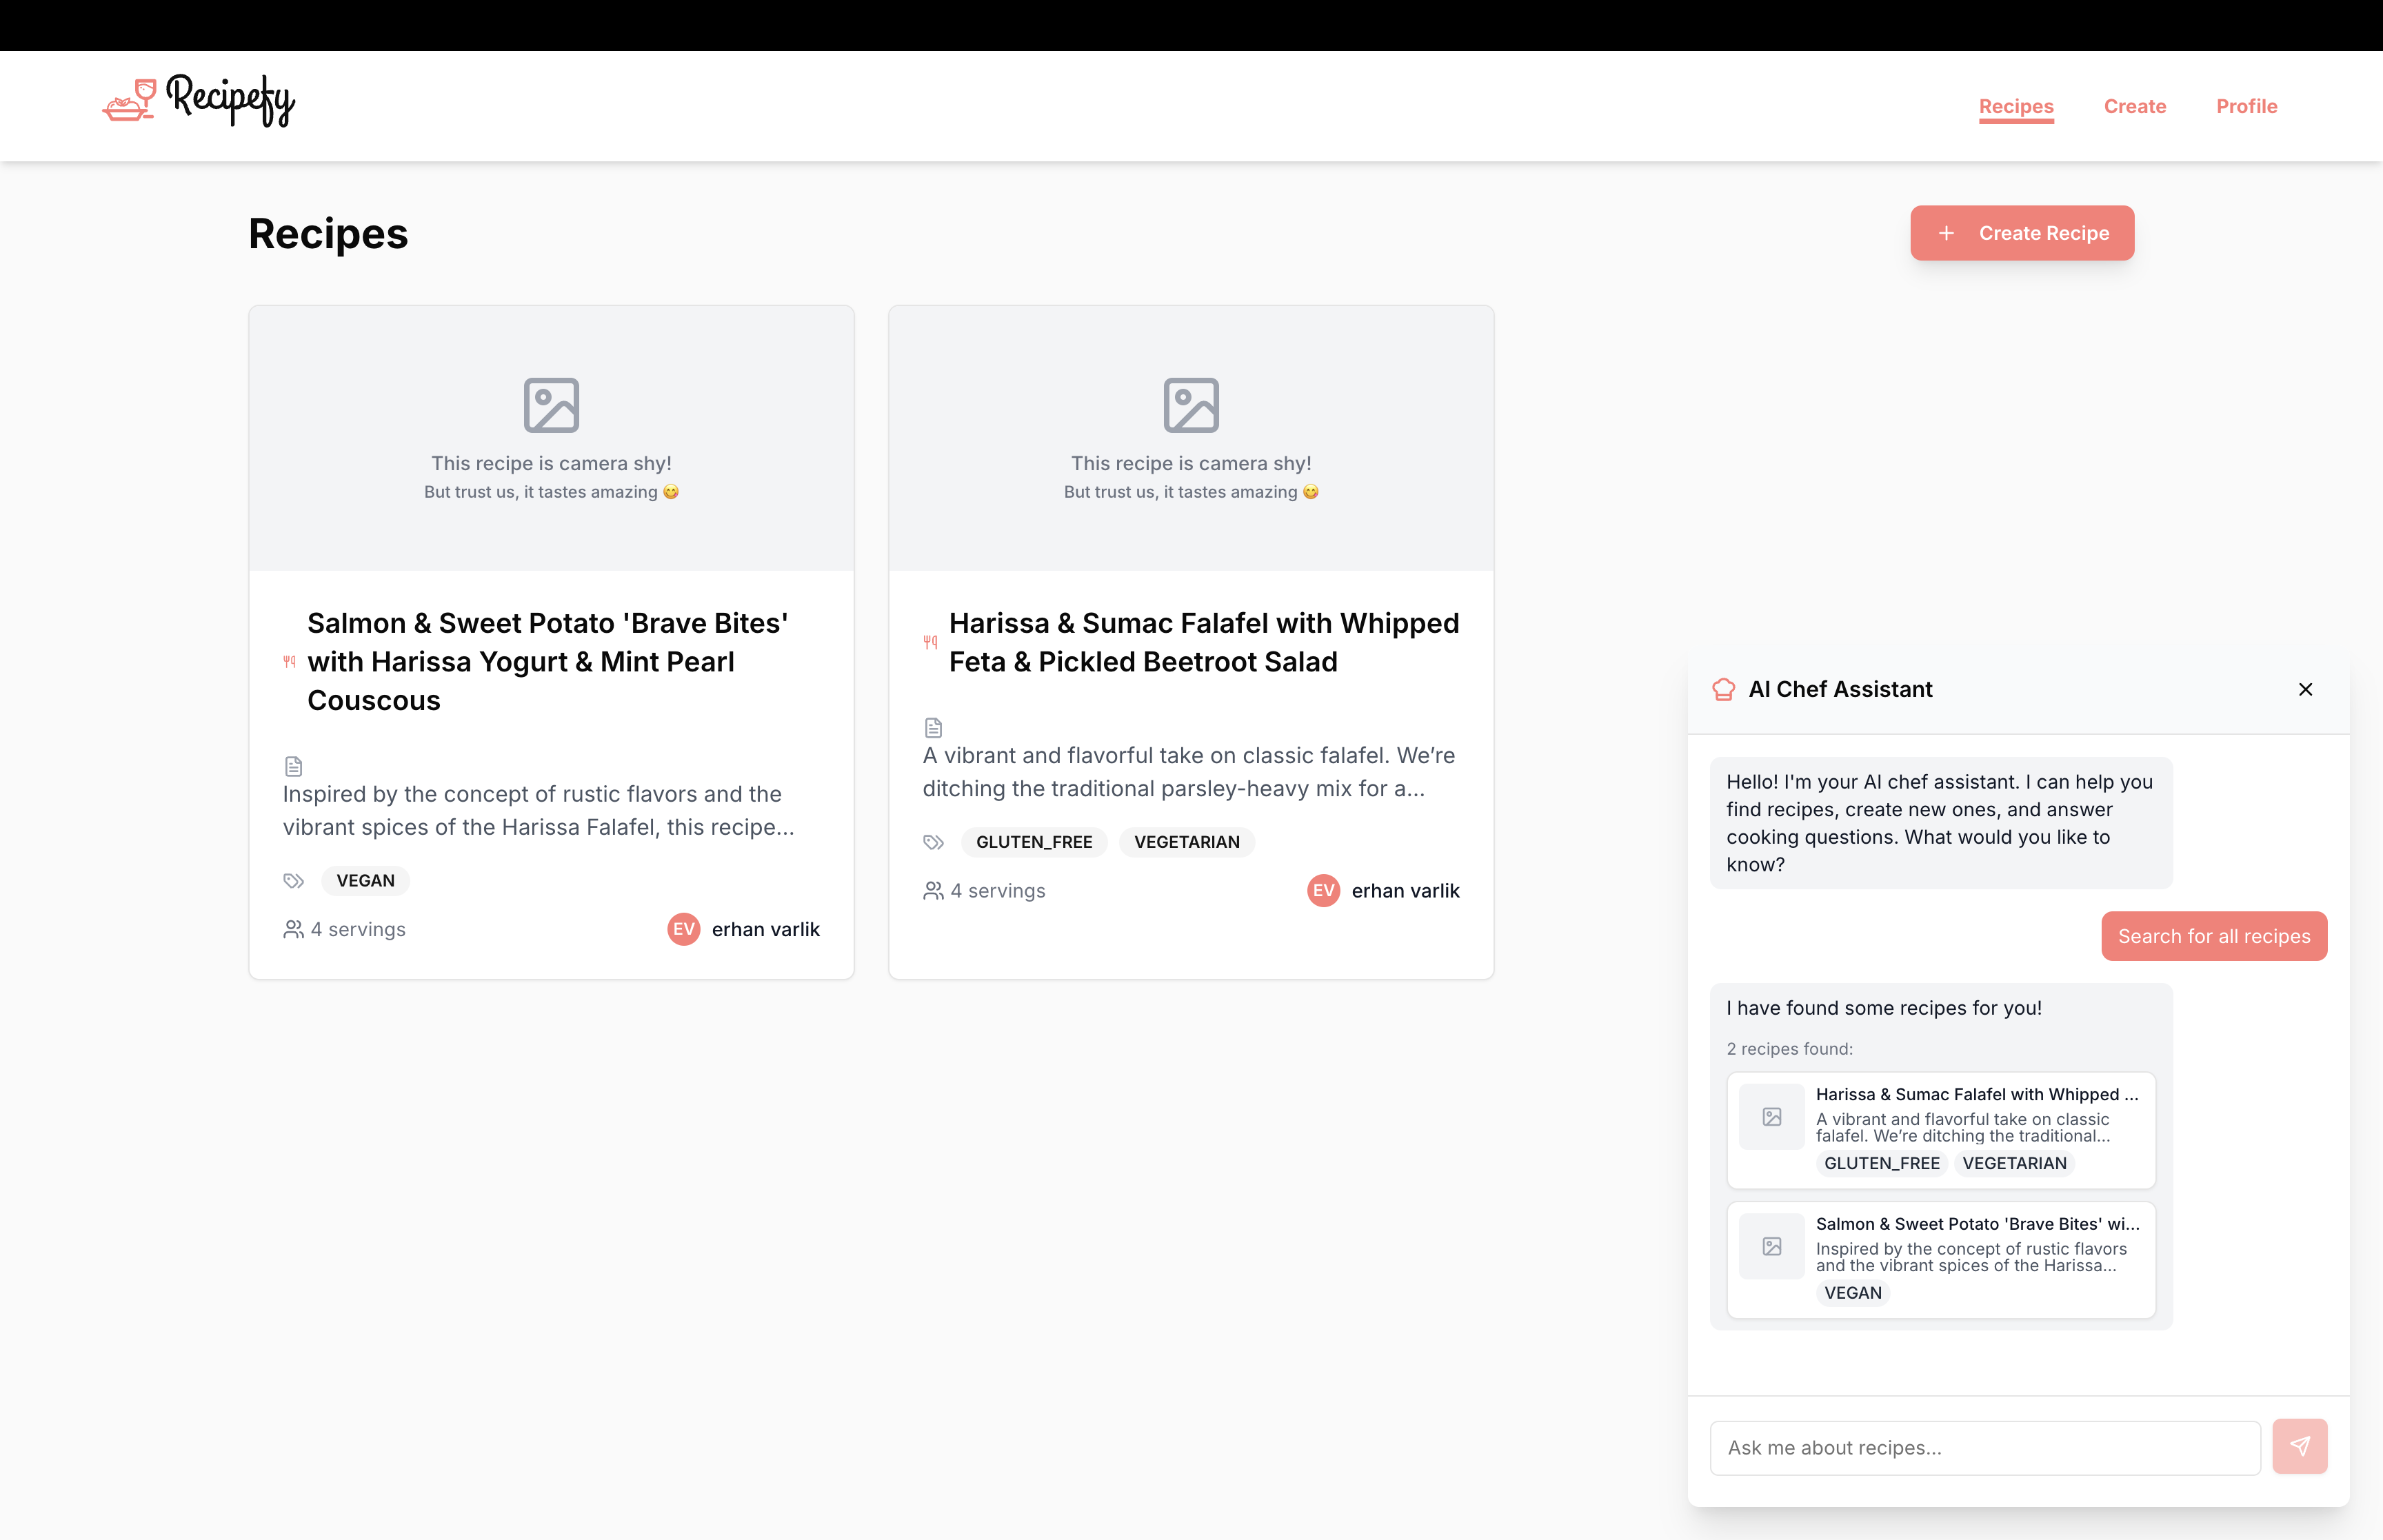 Recipefy
Recipes
Create
Profile
Recipes
Create Recipe
This recipe is camera shy!
But trust us, it tastes amazing 😋
Salmon & Sweet Potato 'Brave Bites'
with Harissa Yogurt & Mint Pearl
Couscous
Inspired by the concept of rustic flavors and the
vibrant spices of the Harissa Falafel, this recipe...
VEGAN
4 servings
EV
erhan varlik
This recipe is camera shy!
But trust us, it tastes amazing 😋
Harissa & Sumac Falafel with Whipped
Feta & Pickled Beetroot Salad
A vibrant and flavorful take on classic falafel. We’re
ditching the traditional parsley-heavy mix for a...
GLUTEN_FREE
VEGETARIAN
4 servings
EV
erhan varlik
AI Chef Assistant
Hello! I'm your AI chef assistant. I can help you
find recipes, create new ones, and answer
cooking questions. What would you like to
know?
Search for all recipes
I have found some recipes for you!
2 recipes found:
Harissa & Sumac Falafel with Whipped ...
A vibrant and flavorful take on classic
falafel. We’re ditching the traditional...
GLUTEN_FREE
VEGETARIAN
Salmon & Sweet Potato 'Brave Bites' wi...
Inspired by the concept of rustic flavors
and the vibrant spices of the Harissa...
VEGAN
Ask me about recipes...